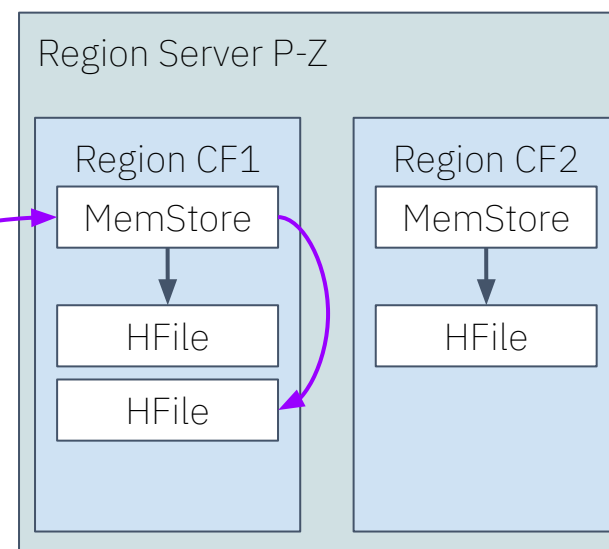 Region Server P-Z
Region CF1
MemStore
HFile
HFile
Region CF2
MemStore
HFile